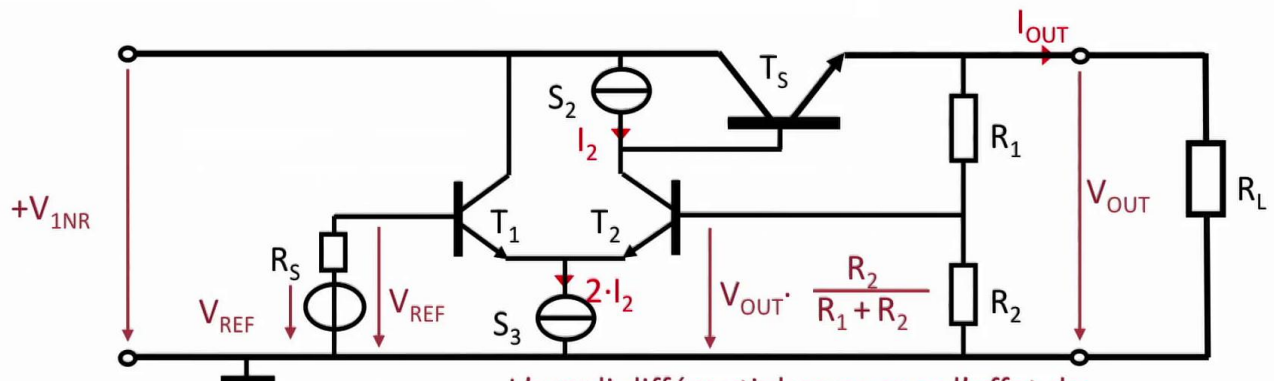 I_OUT
T_S
S_2
I_2
R_1
+V_1NR
V_OUT
R_L
T_1
T_2
R_S
V_REF
V_REF
2·I_2
S_3
V_OUT· R_2
R_1 + R_2
R_2